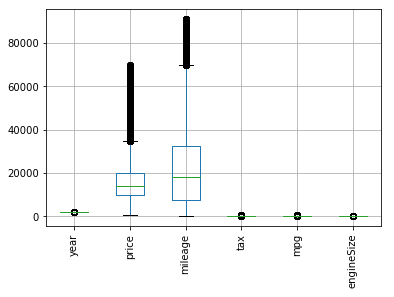 80000
60000
40000
20000
0
year
price
mileage
tax
mpg
engineSize